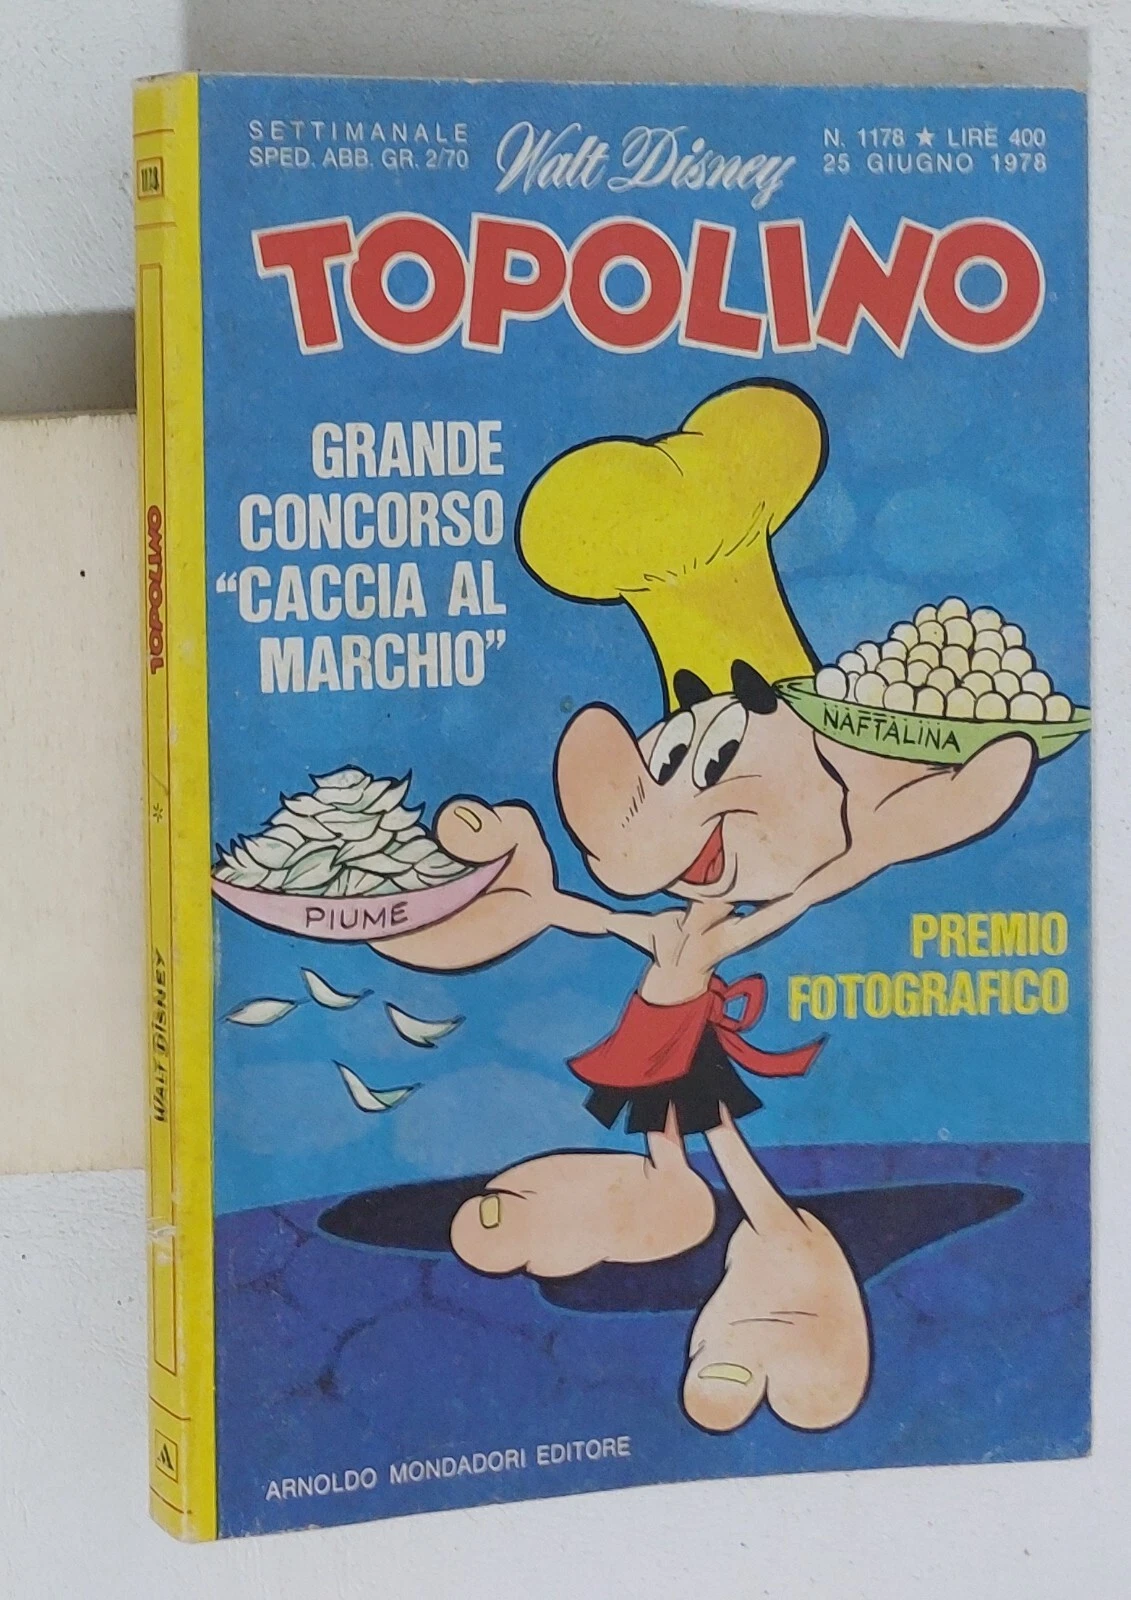 SETTIMANALE
SPED. ABB. GR. 2/70
Walt Disney
N. 1178 ★ LIRE 400
25 GIUGNO 1978
TOPOLINO
GRANDE
CONCORSO
“CACCIA AL
MARCHIO”
NAFTALINA
PIUME
PREMIO
FOTOGRAFICO
ARNOLDO MONDADORI EDITORE
1178
TOPOLINO
WALT DISNEY